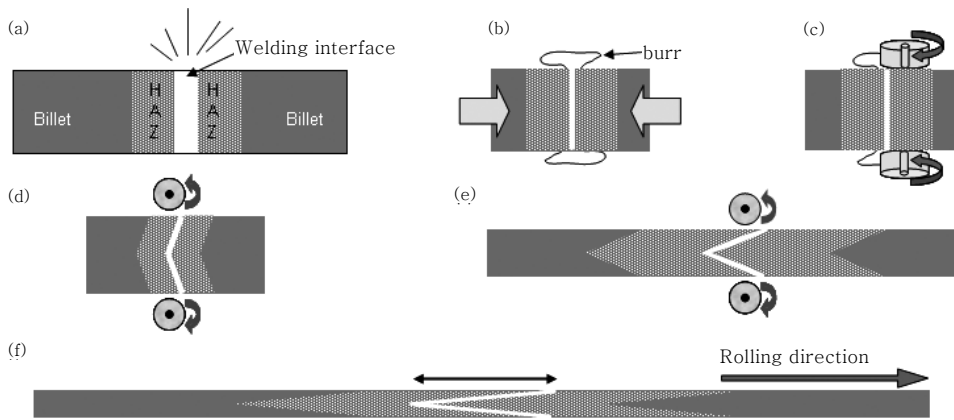 (a)
Welding interface
H
A
Z
H
A
Z
Billet
Billet
(b)
burr
(c)
(d)
(e)
(f)
Rolling direction